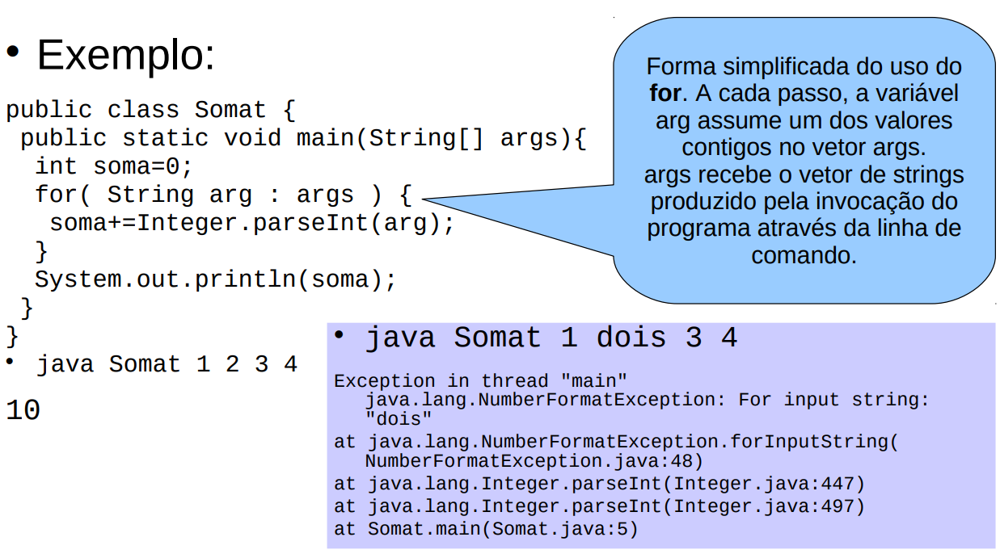 • Exemplo:
public class Somat {
 public static void main(String[] args){
  int soma=0;
  for( String arg : args ) {
   soma+=Integer.parseInt(arg);
  }
  System.out.println(soma);
 }
}
• java Somat 1 2 3 4
10
Forma simplificada do uso do
for. A cada passo, a variável
arg assume um dos valores
contigos no vetor args.
args recebe o vetor de strings
produzido pela invocação do
programa através da linha de
comando.
• java Somat 1 dois 3 4
Exception in thread "main"
java.lang.NumberFormatException: For input string:
"dois"
at java.lang.NumberFormatException.forInputString(
NumberFormatException.java:48)
at java.lang.Integer.parseInt(Integer.java:447)
at java.lang.Integer.parseInt(Integer.java:497)
at Somat.main(Somat.java:5)